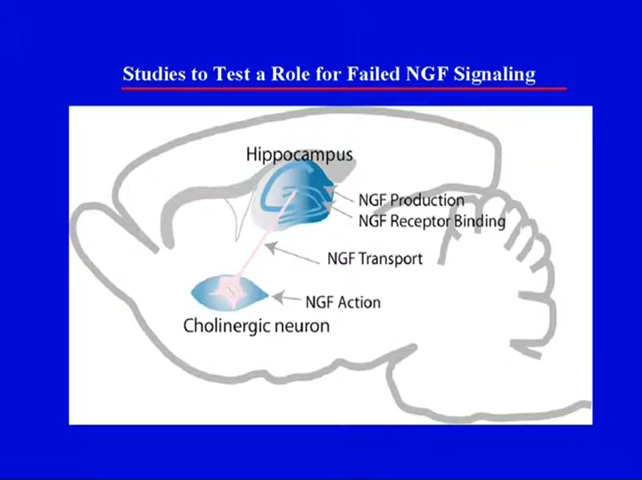 Studies to Test a Role for Failed NGF Signaling
Hippocampus
NGF Production
NGF Receptor Binding
NGF Transport
NGF Action
Cholinergic neuron